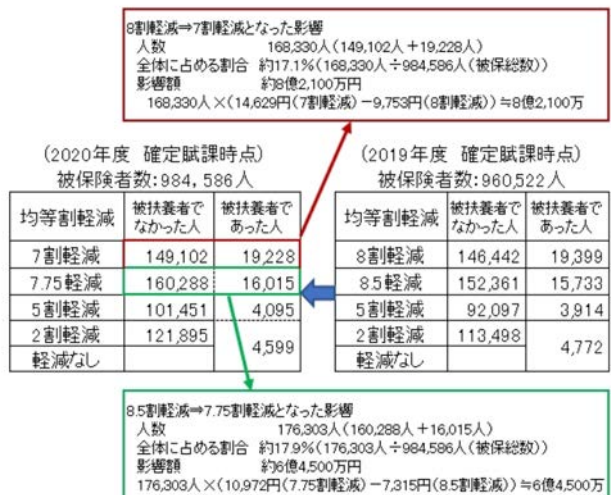 8割軽減⇒7割軽減となった影響
人数 168,330人(149,102人+19,228人)
全体に占める割合 約17.1%(168,330人÷984,586人(被保総数))
影響額 約8億2,100万円
168,330人×(14,629円(7割軽減)-9,753円(8割軽減))≒8億2,100万
(2020年度 確定賦課時点)
被保険者数:984,586人
均等割軽減 被扶養者でなかった人 被扶養者であった人
7割軽減 149,102 19,228
7.75軽減 160,288 16,015
5割軽減 101,451 4,095
2割軽減 121,895 4,599
軽減なし
(2019年度 確定賦課時点)
被保険者数:960,522人
均等割軽減 被扶養者でなかった人 被扶養者であった人
8割軽減 146,442 19,399
8.5軽減 152,361 15,733
5割軽減 92,097 3,914
2割軽減 113,498 4,772
軽減なし
8.5割軽減⇒7.75割軽減となった影響
人数 176,303人(160,288人+16,015人)
全体に占める割合 約17.9%(176,303人÷984,586人(被保総数))
影響額 約6億4,500万円
176,303人×(10,972円(7.75割軽減)-7,315円(8.5割軽減))≒6億4,500万